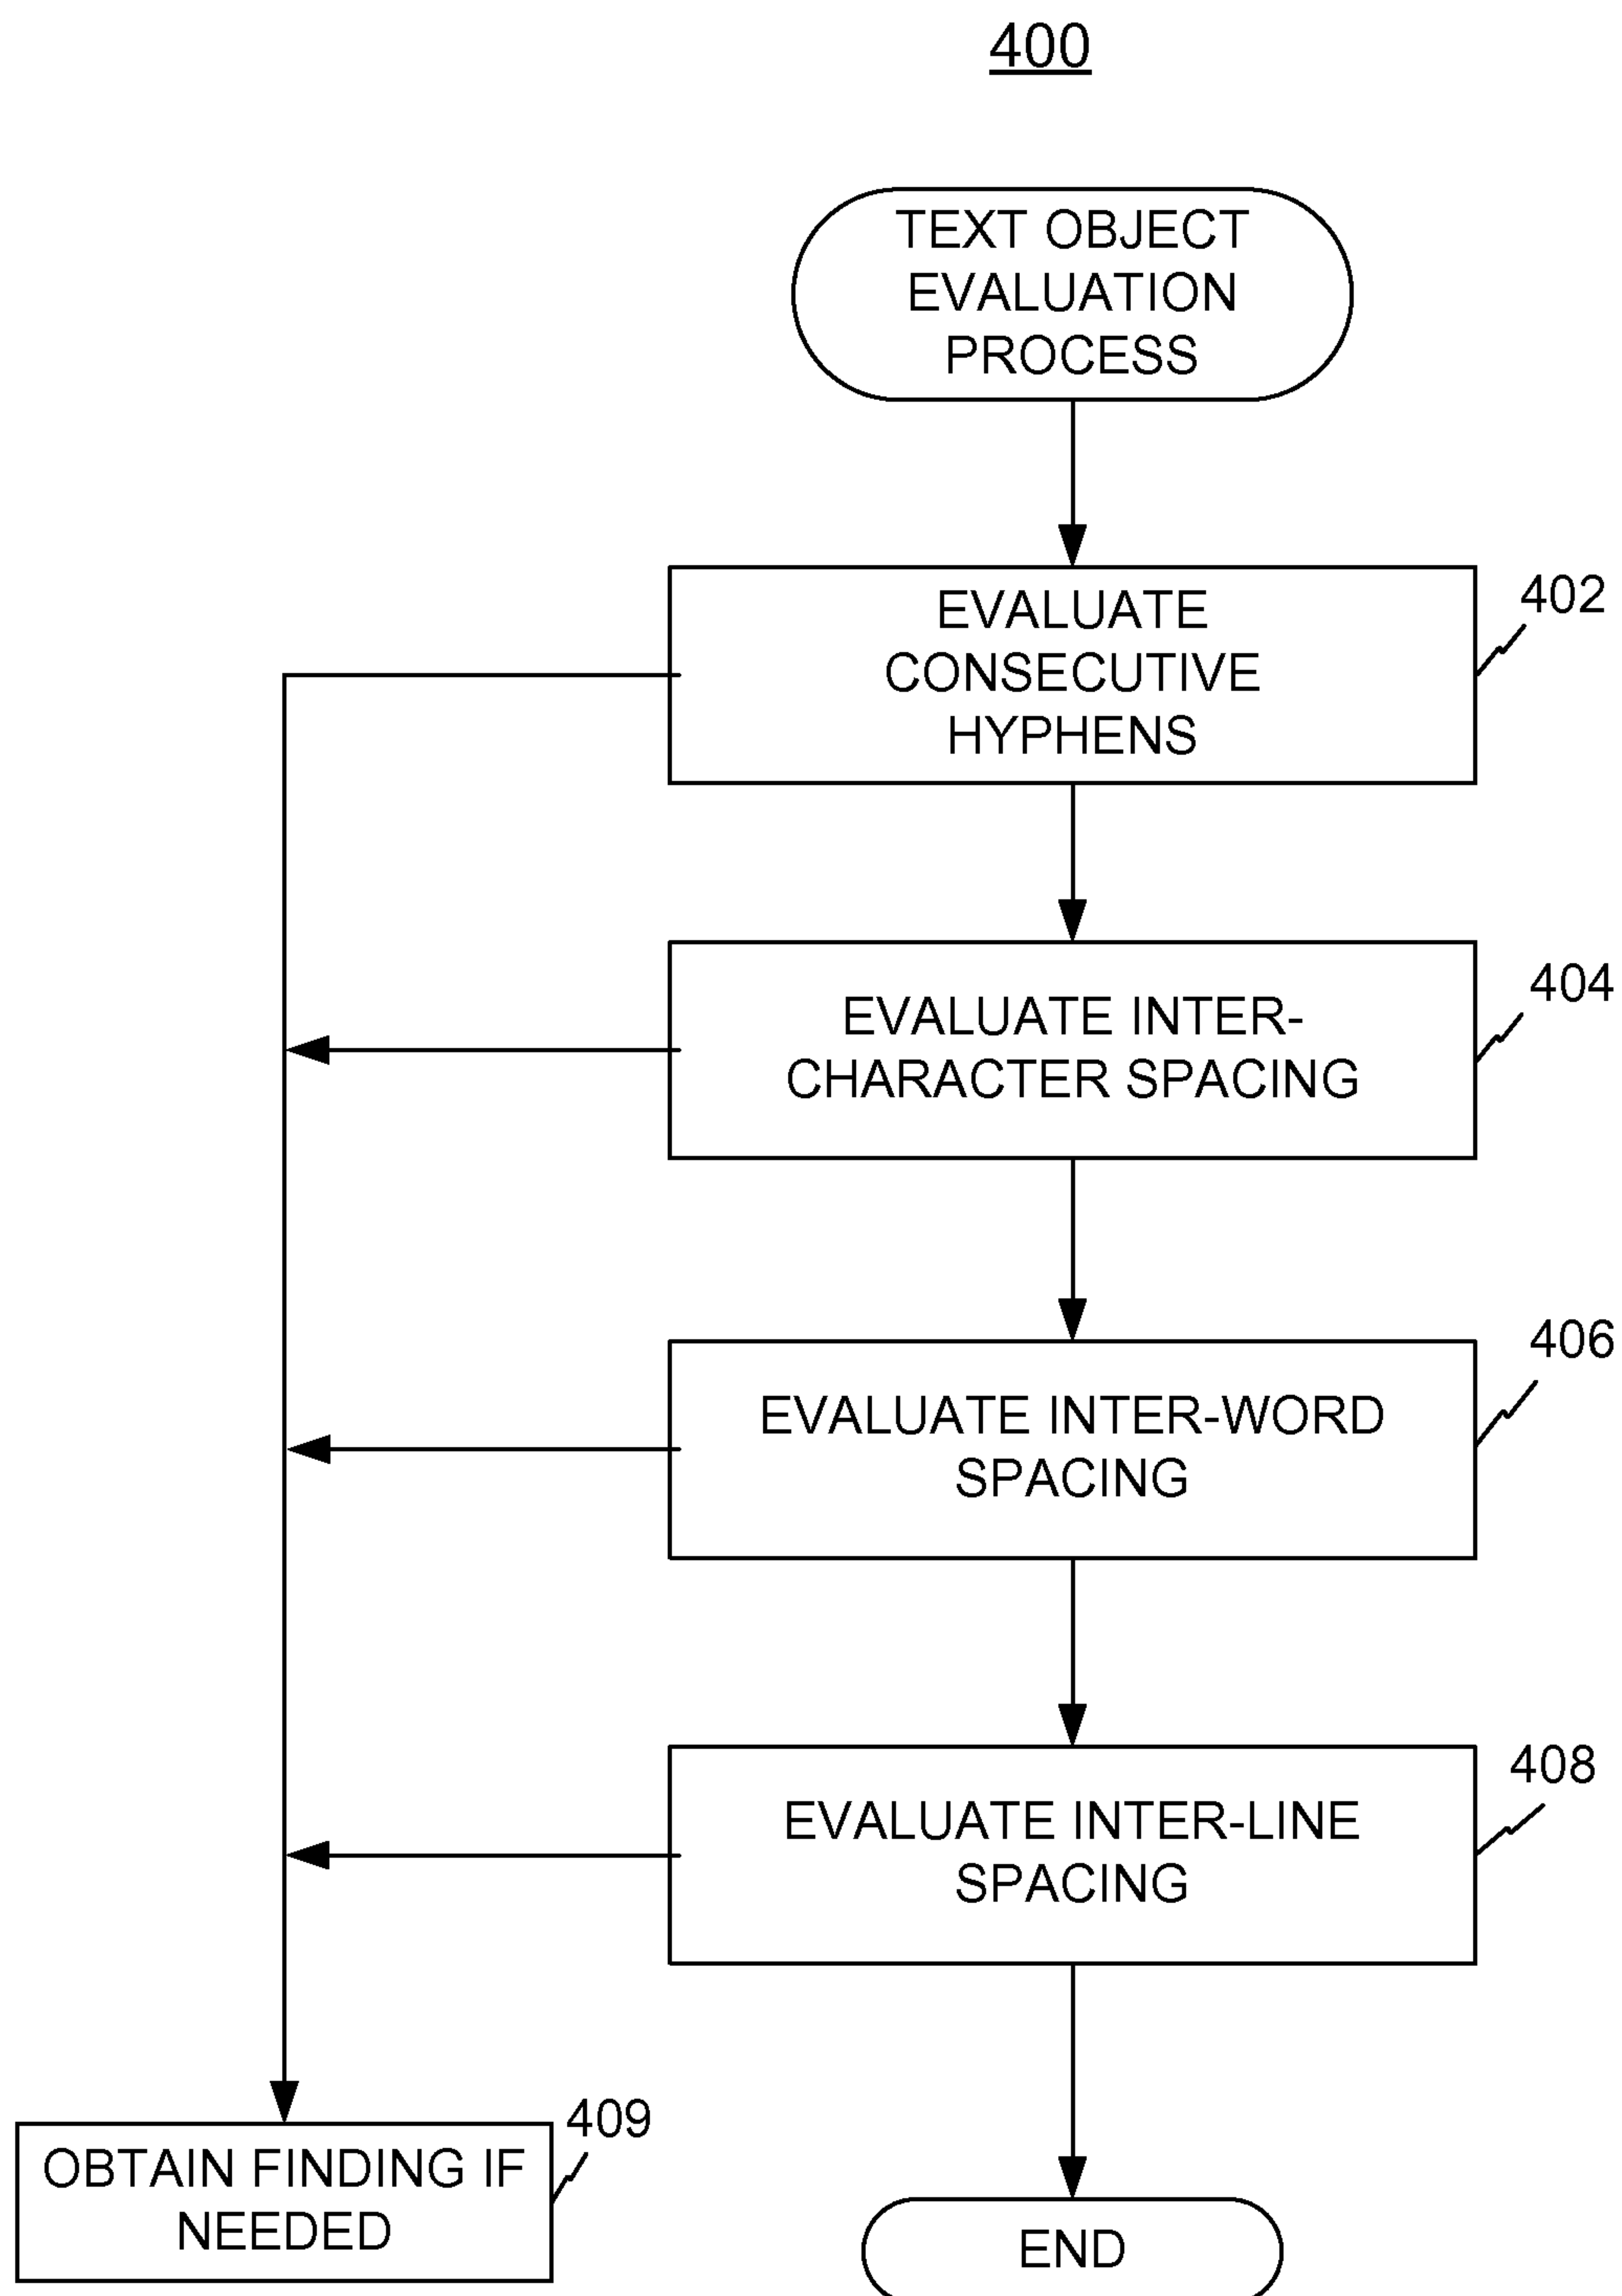 400
TEXT OBJECT
EVALUATION
PROCESS
EVALUATE
CONSECUTIVE
HYPHENS
402
EVALUATE INTER-
CHARACTER SPACING
404
EVALUATE INTER-WORD
SPACING
406
EVALUATE INTER-LINE
SPACING
408
OBTAIN FINDING IF
NEEDED
409
END